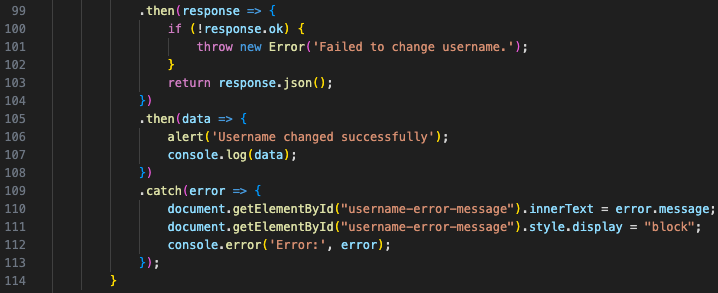 99 .then(response => {
100 if (!response.ok) {
101 throw new Error('Failed to change username.');
102 }
103 return response.json();
104 })
105 .then(data => {
106 alert('Username changed successfully');
107 console.log(data);
108 })
109 .catch(error => {
110 document.getElementById("username-error-message").innerText = error.message;
111 document.getElementById("username-error-message").style.display = "block";
112 console.error('Error:', error);
113 });
114 }